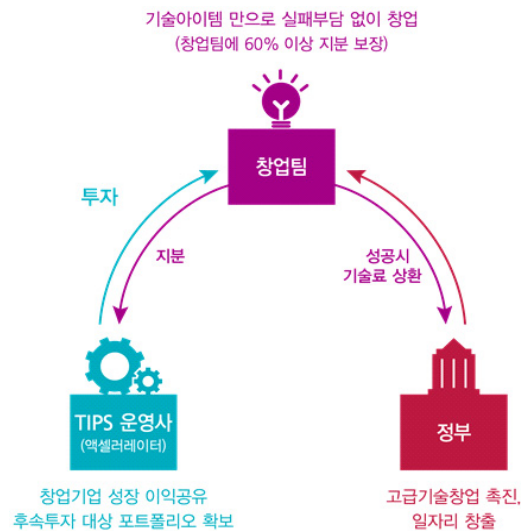 기술아이템 만으로 실패부담 없이 창업
(창업팀에 60% 이상 지분 보장)
창업팀
투자
지분
성공시
기술료 상환
TIPS 운영사
(액셀러레이터)
정부
창업기업 성장 이익공유
후속투자 대상 포트폴리오 확보
고급기술창업 촉진,
일자리 창출